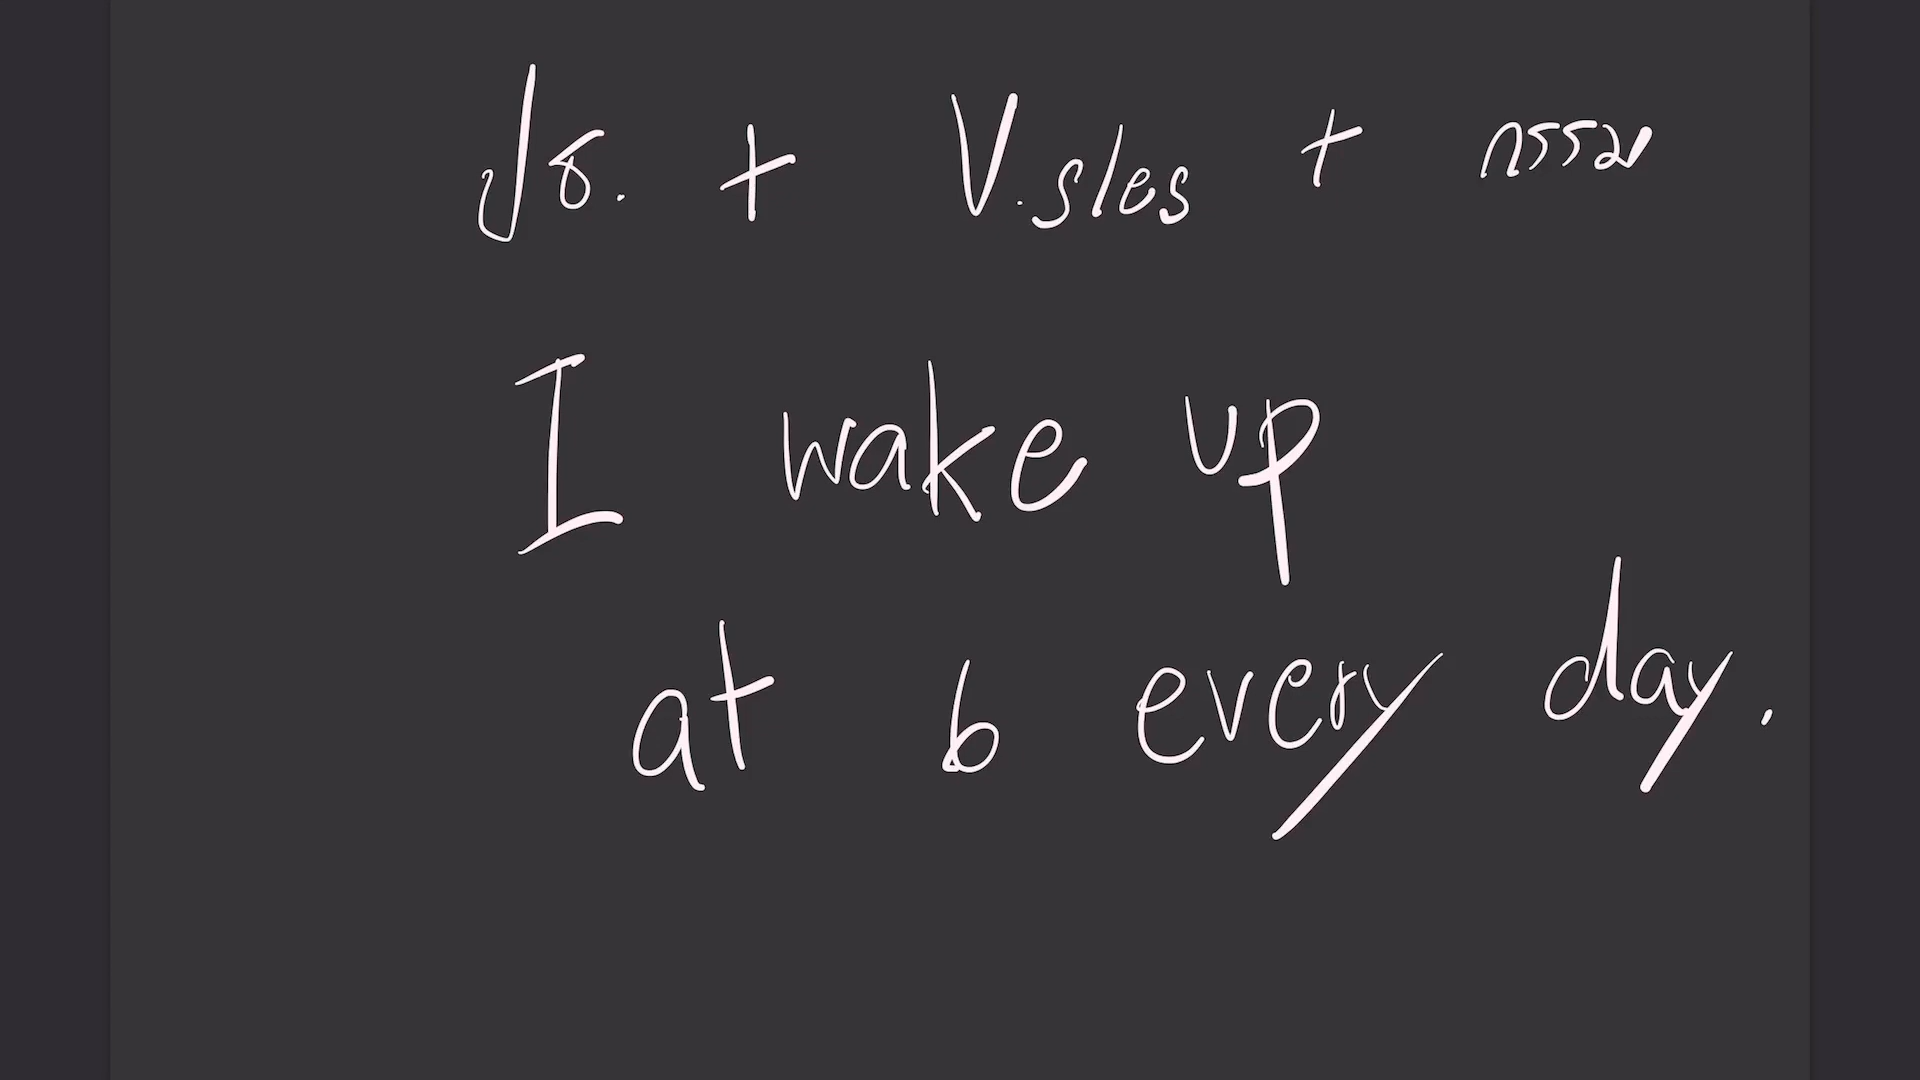 ปธ. + V.s/es + กรรม
I wake up
at 6 every day.